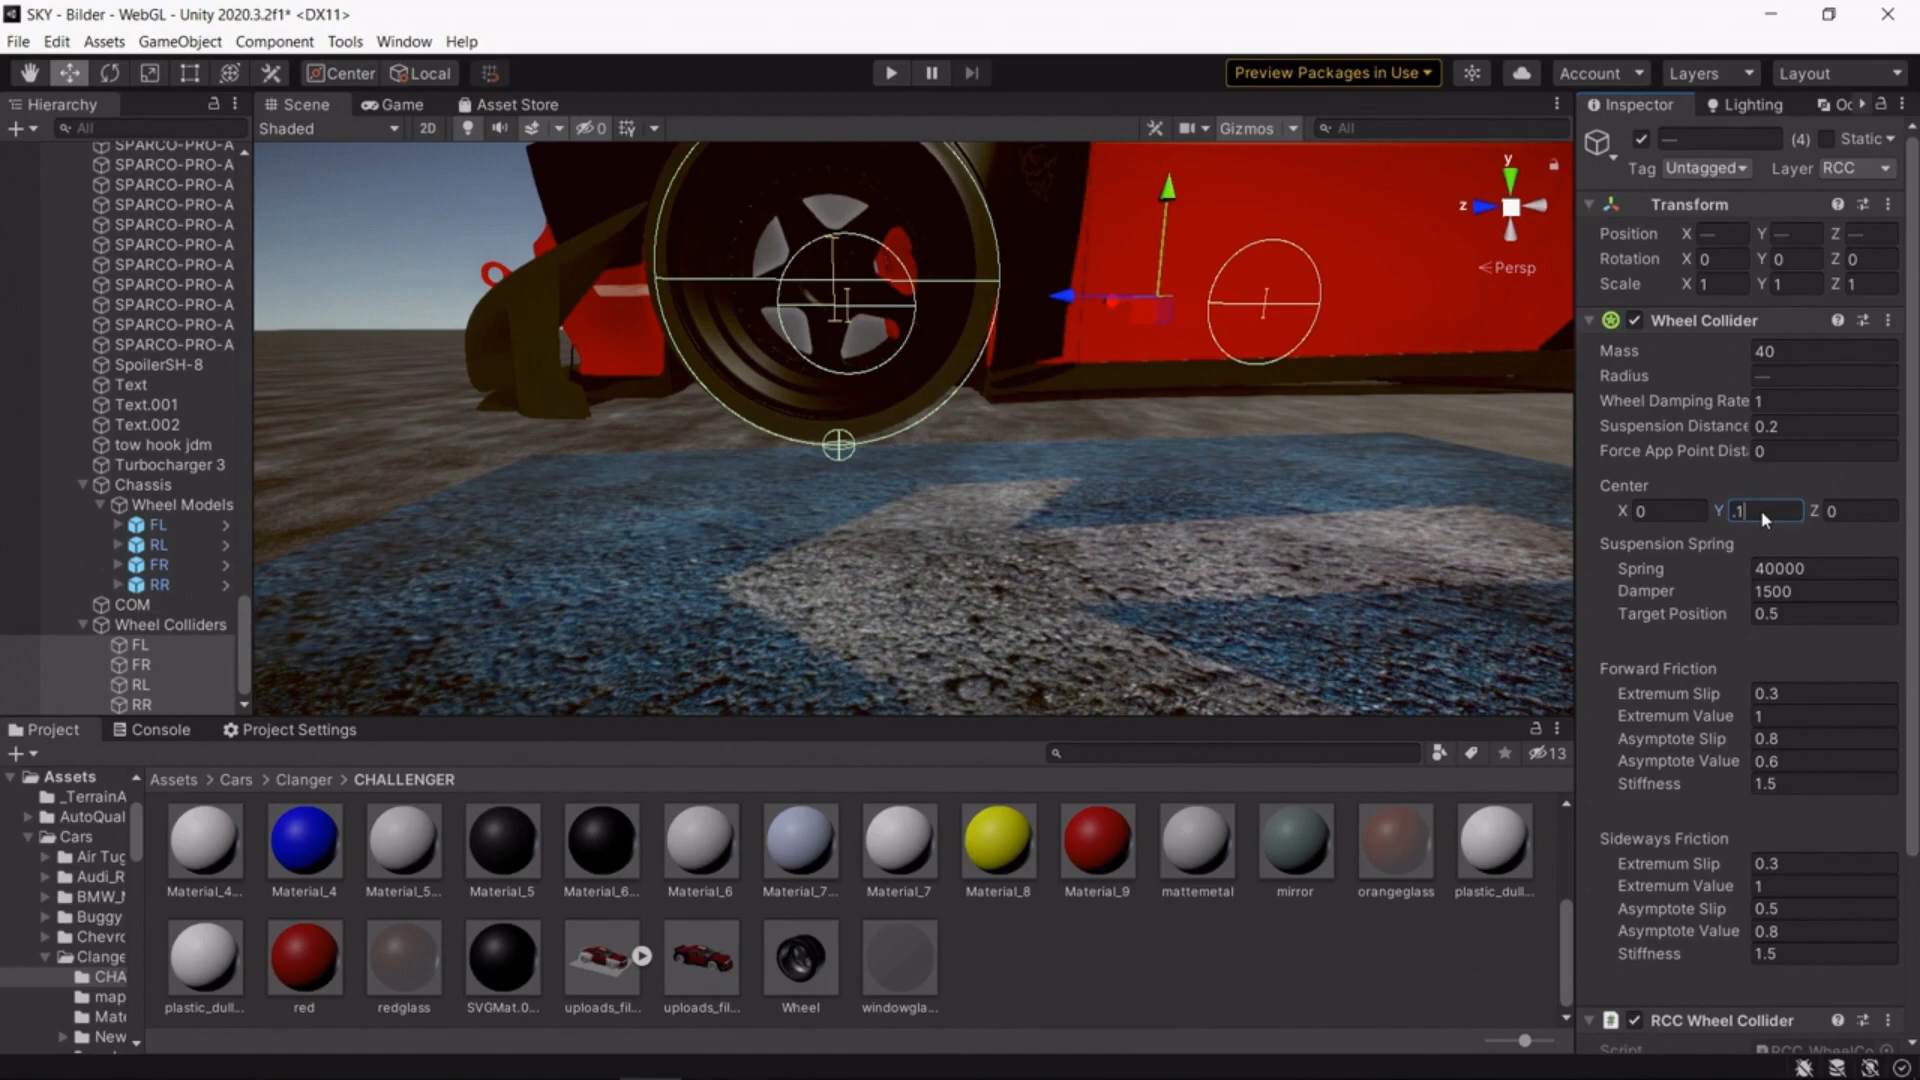 SKY - Bilder - WebGL - Unity 2020.3.2f1* <DX11>
File Edit Assets GameObject Component Tools Window Help
Center Local Preview Packages in Use Account Layers Layout
Hierarchy
All
SPARCO-PRO-A
SPARCO-PRO-A
SPARCO-PRO-A
SPARCO-PRO-A
SPARCO-PRO-A
SPARCO-PRO-A
SPARCO-PRO-A
SPARCO-PRO-A
SPARCO-PRO-A
SPARCO-PRO-A
SPARCO-PRO-A
SpoilerSH-8
Text
Text.001
Text.002
tow hook jdm
Turbocharger 3
Chassis
Wheel Models
FL
RL
FR
RR
COM
Wheel Colliders
FL
FR
RL
RR
Scene Game Asset Store
Shaded 2D 0 Gizmos All
y
z
Persp
Inspector Lighting Oc
— (4) Static
Tag Untagged Layer RCC
Transform
Position X — Y — Z —
Rotation X 0 Y 0 Z 0
Scale X 1 Y 1 Z 1
Wheel Collider
Mass 40
Radius —
Wheel Damping Rate 1
Suspension Distance 0.2
Force App Point Dist 0
Center
X 0 Y .1 Z 0
Suspension Spring
Spring 40000
Damper 1500
Target Position 0.5
Forward Friction
Extremum Slip 0.3
Extremum Value 1
Asymptote Slip 0.8
Asymptote Value 0.6
Stiffness 1.5
Sideways Friction
Extremum Slip 0.3
Extremum Value 1
Asymptote Slip 0.5
Asymptote Value 0.8
Stiffness 1.5
RCC Wheel Collider
Script RCC_WheelCo
Project Console Project Settings
13
Assets
_TerrainA
AutoQual
Cars
Air Tug
Audi_R
BMW_M
Buggy
Chevro
Clange
CHA
map
Mate
New
Assets > Cars > Clanger > CHALLENGER
Material_4... Material_4 Material_5... Material_5 Material_6... Material_6 Material_7... Material_7 Material_8 Material_9 mattemetal mirror orangeglass plastic_dull...
plastic_dull... red redglass SVGMat.0... uploads_fil... uploads_fil... Wheel windowgla...